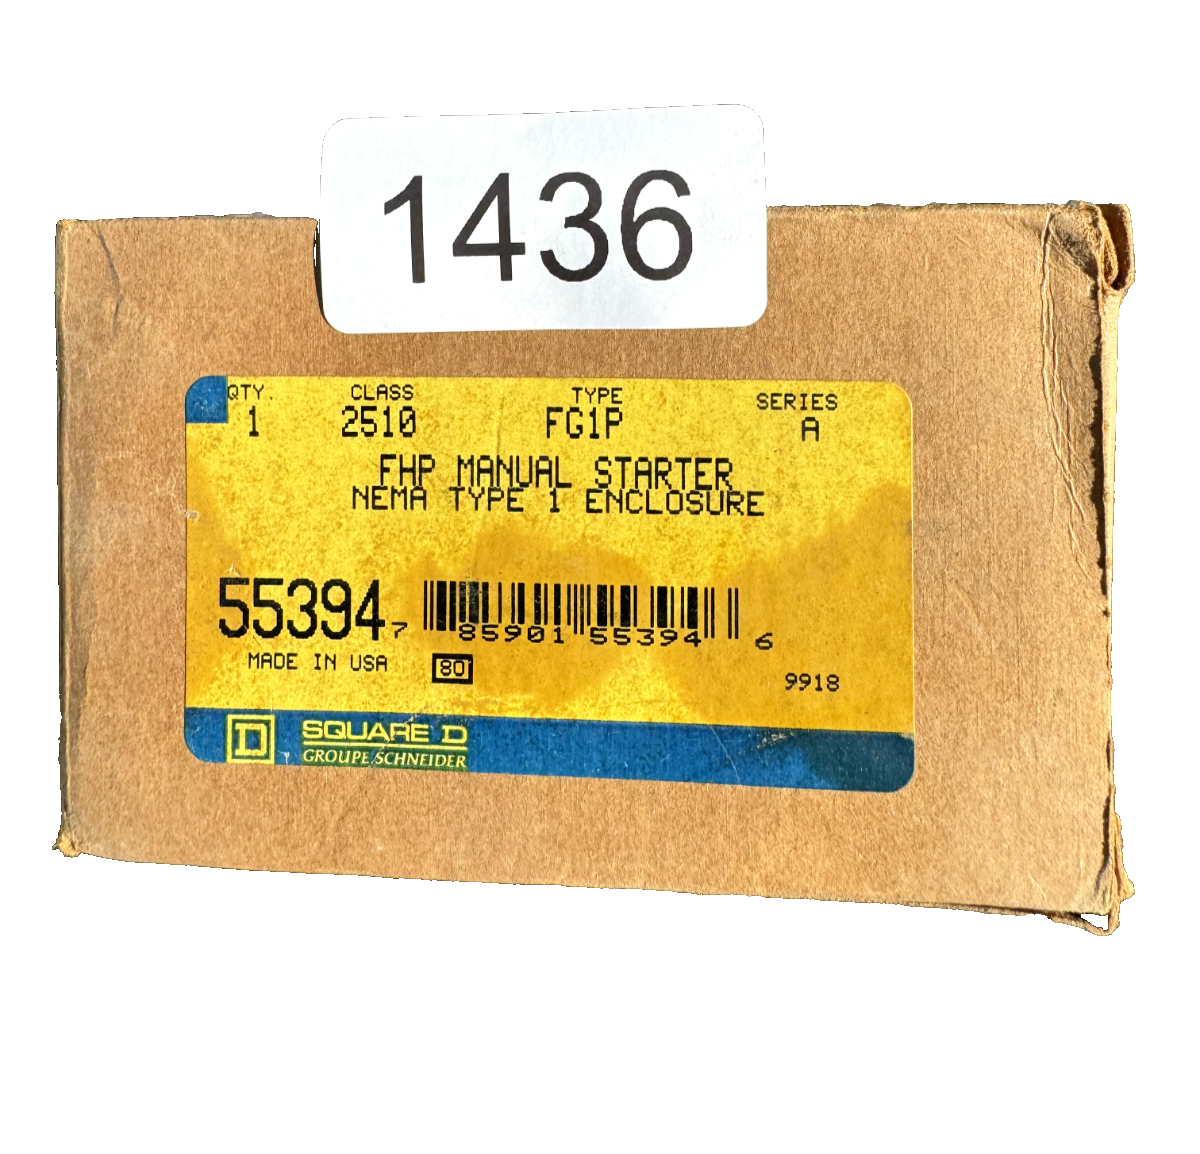 1436
QTY. CLASS TYPE SERIES
1 2510 FG1P A
FHP MANUAL STARTER
NEMA TYPE 1 ENCLOSURE
55394 7 85901 55394 6
MADE IN USA 80 9918
D SQUARE D
GROUPE SCHNEIDER